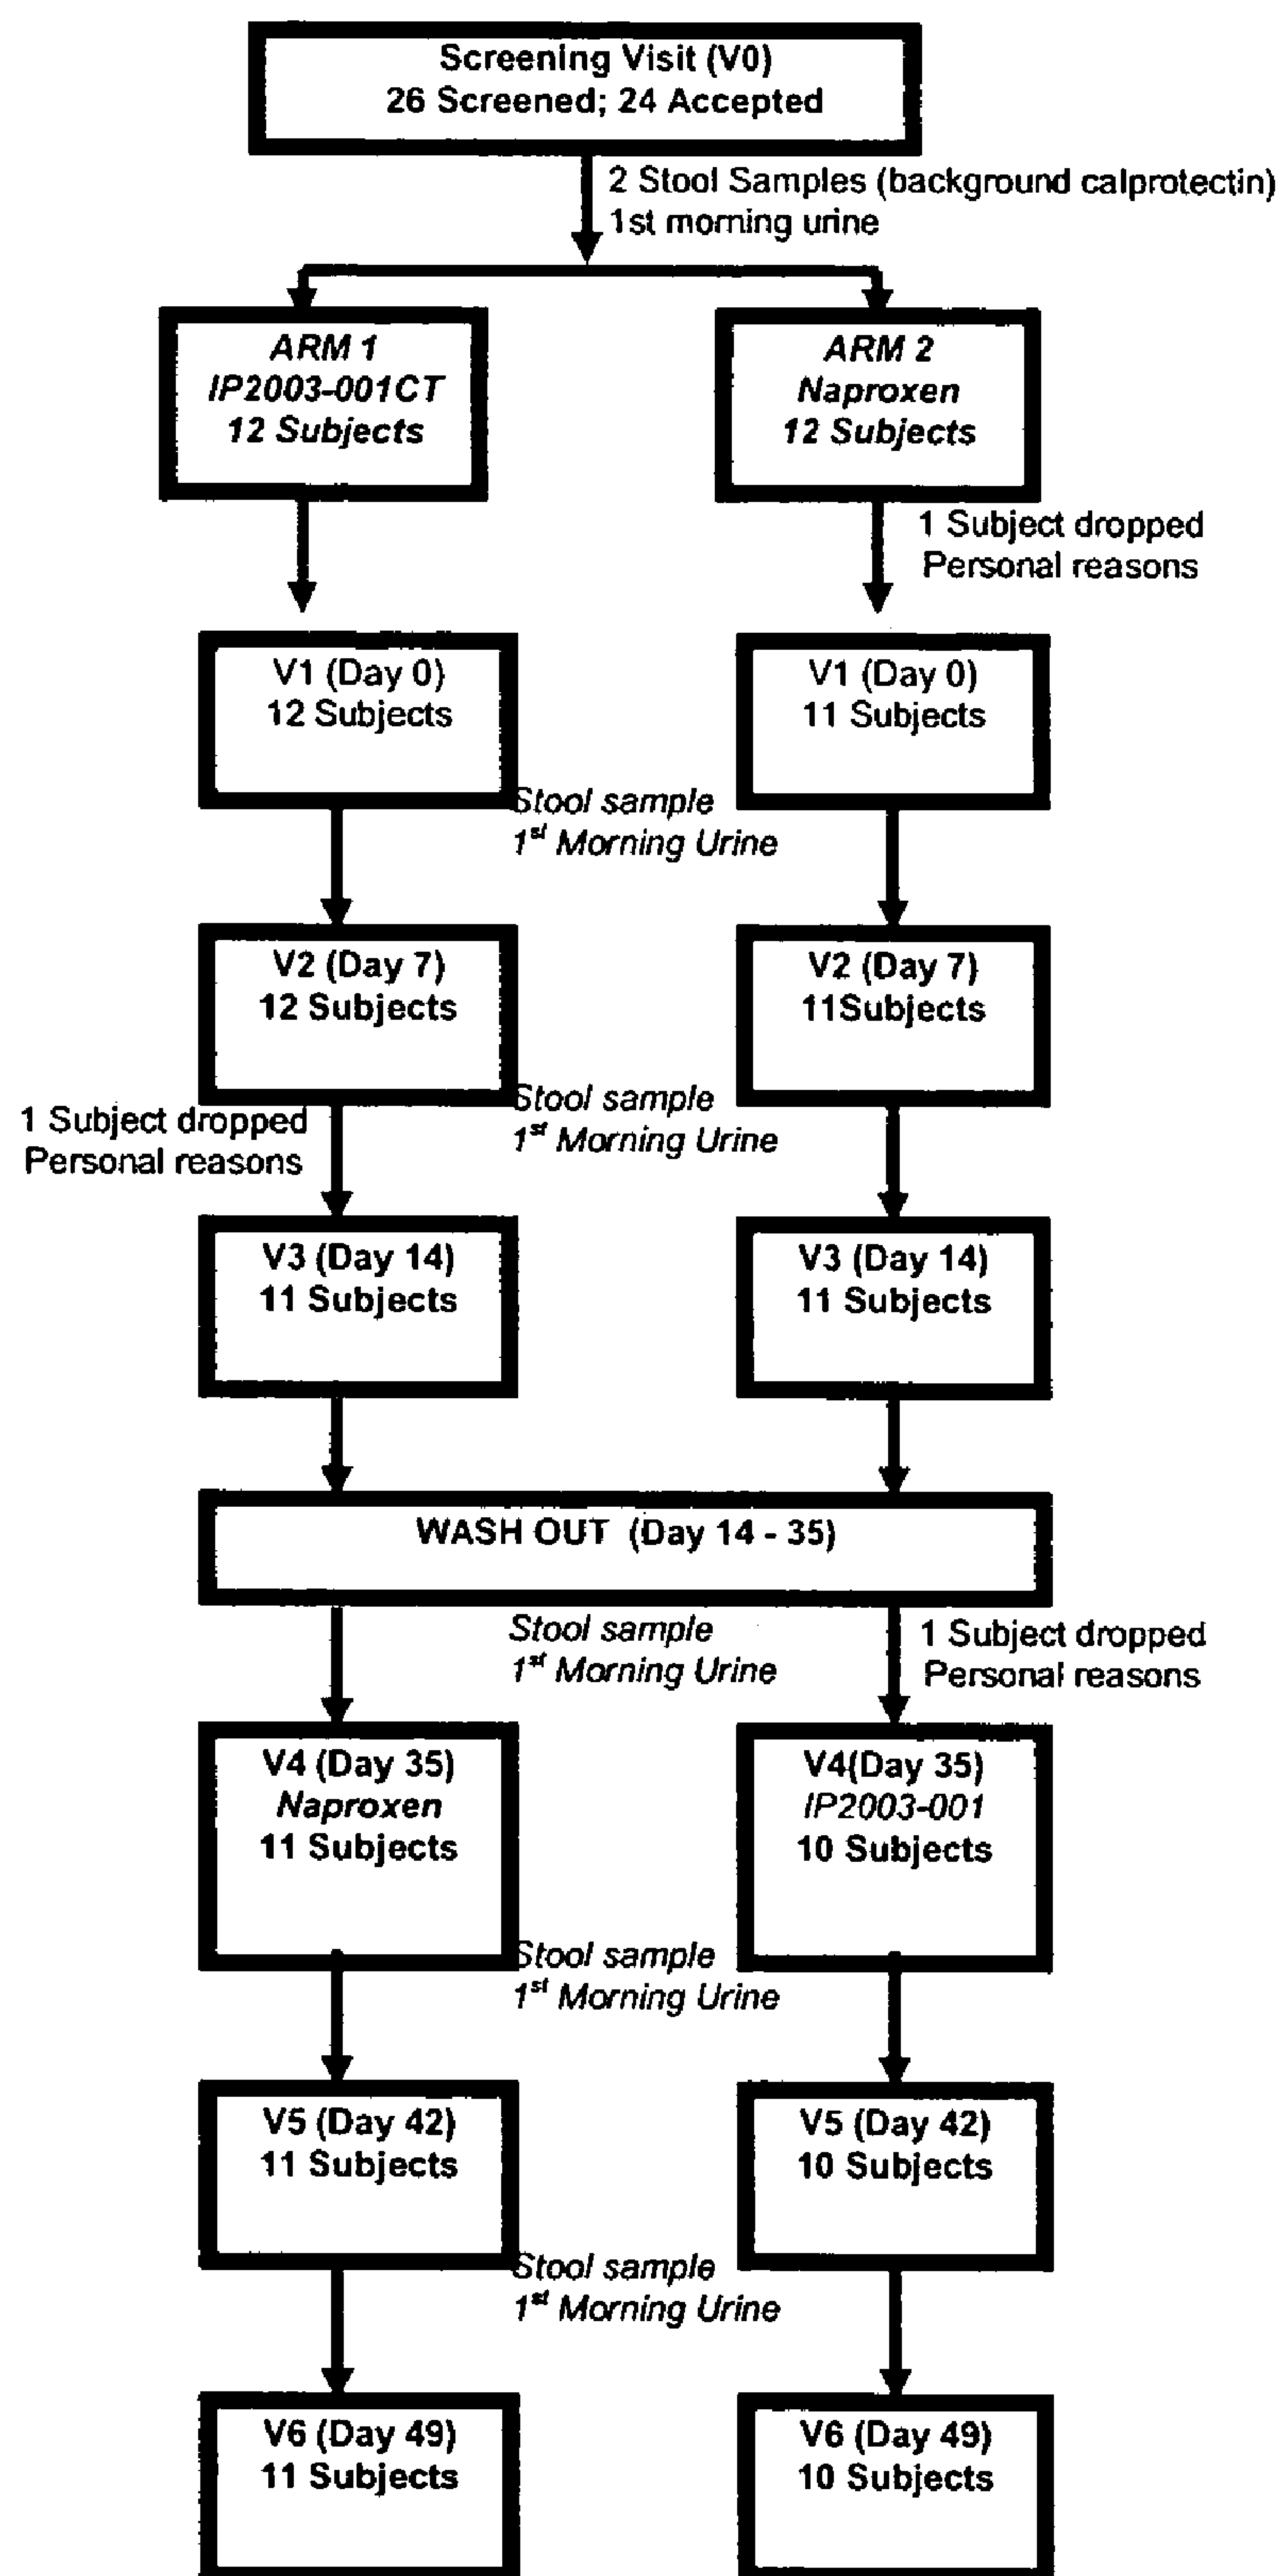 Screening Visit (V0)
26 Screened; 24 Accepted
2 Stool Samples (background calprotectin)
1st morning urine
ARM 1
IP2003-001CT
12 Subjects
ARM 2
Naproxen
12 Subjects
1 Subject dropped
Personal reasons
V1 (Day 0)
12 Subjects
V1 (Day 0)
11 Subjects
Stool sample
1st Morning Urine
V2 (Day 7)
12 Subjects
V2 (Day 7)
11Subjects
1 Subject dropped
Personal reasons
Stool sample
1st Morning Urine
V3 (Day 14)
11 Subjects
V3 (Day 14)
11 Subjects
WASH OUT (Day 14 - 35)
Stool sample
1st Morning Urine
1 Subject dropped
Personal reasons
V4 (Day 35)
Naproxen
11 Subjects
V4(Day 35)
IP2003-001
10 Subjects
Stool sample
1st Morning Urine
V5 (Day 42)
11 Subjects
V5 (Day 42)
10 Subjects
Stool sample
1st Morning Urine
V6 (Day 49)
11 Subjects
V6 (Day 49)
10 Subjects